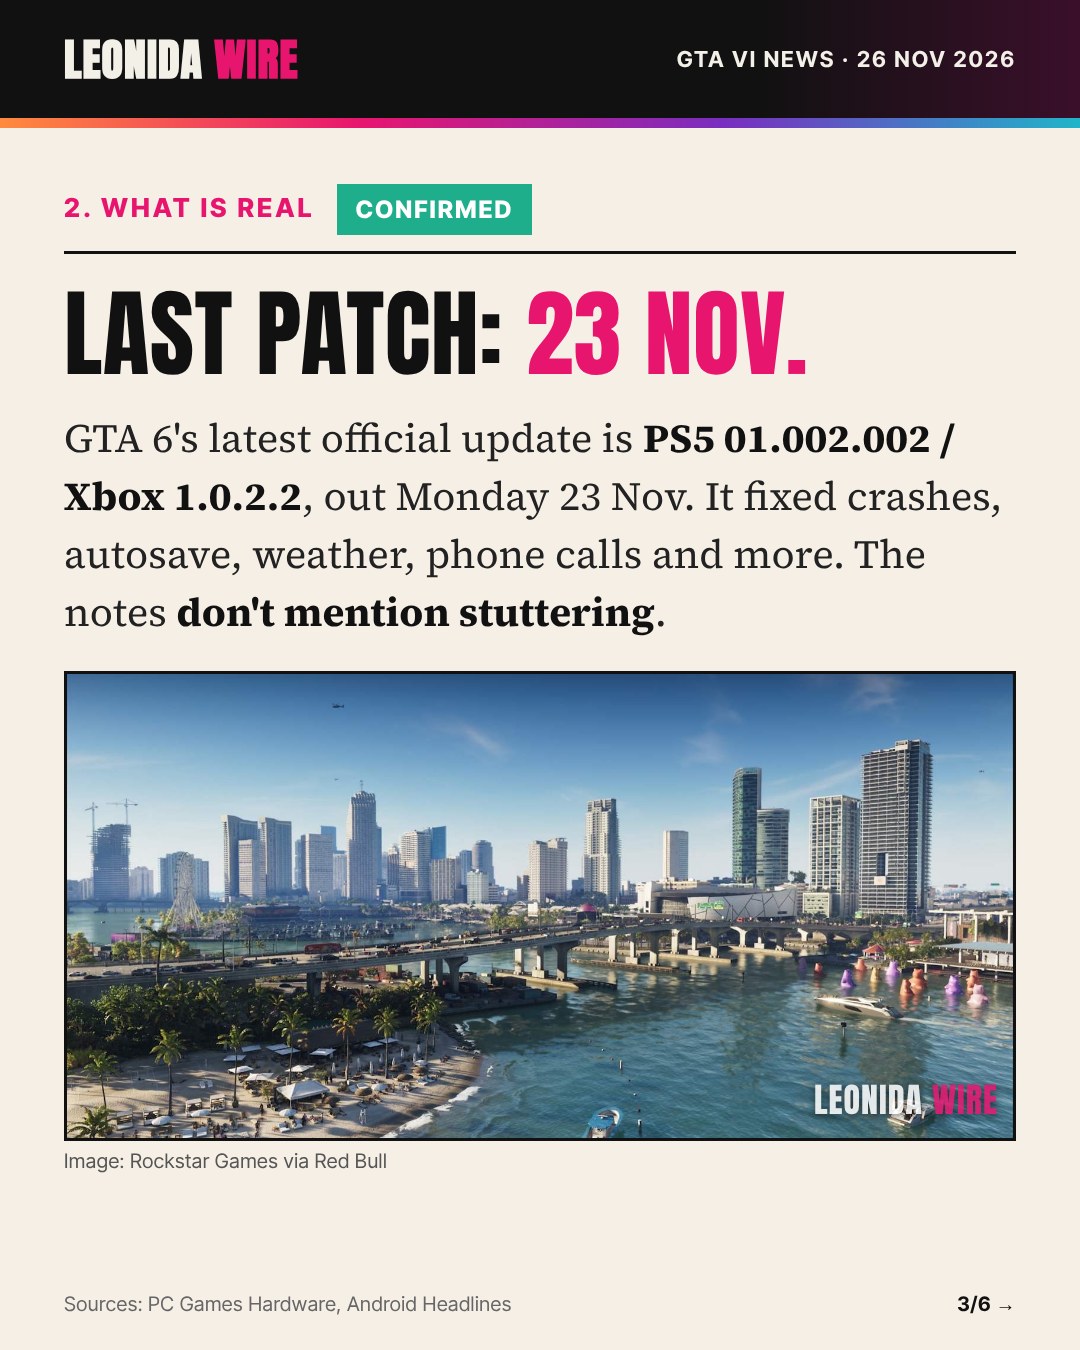 LEONIDA WIRE
GTA VI NEWS · 26 NOV 2026
2. WHAT IS REAL
CONFIRMED
LAST PATCH: 23 NOV.
GTA 6's latest official update is PS5 01.002.002 /
Xbox 1.0.2.2, out Monday 23 Nov. It fixed crashes,
autosave, weather, phone calls and more. The
notes don't mention stuttering.
LEONIDA WIRE
Image: Rockstar Games via Red Bull
Sources: PC Games Hardware, Android Headlines
3/6 →